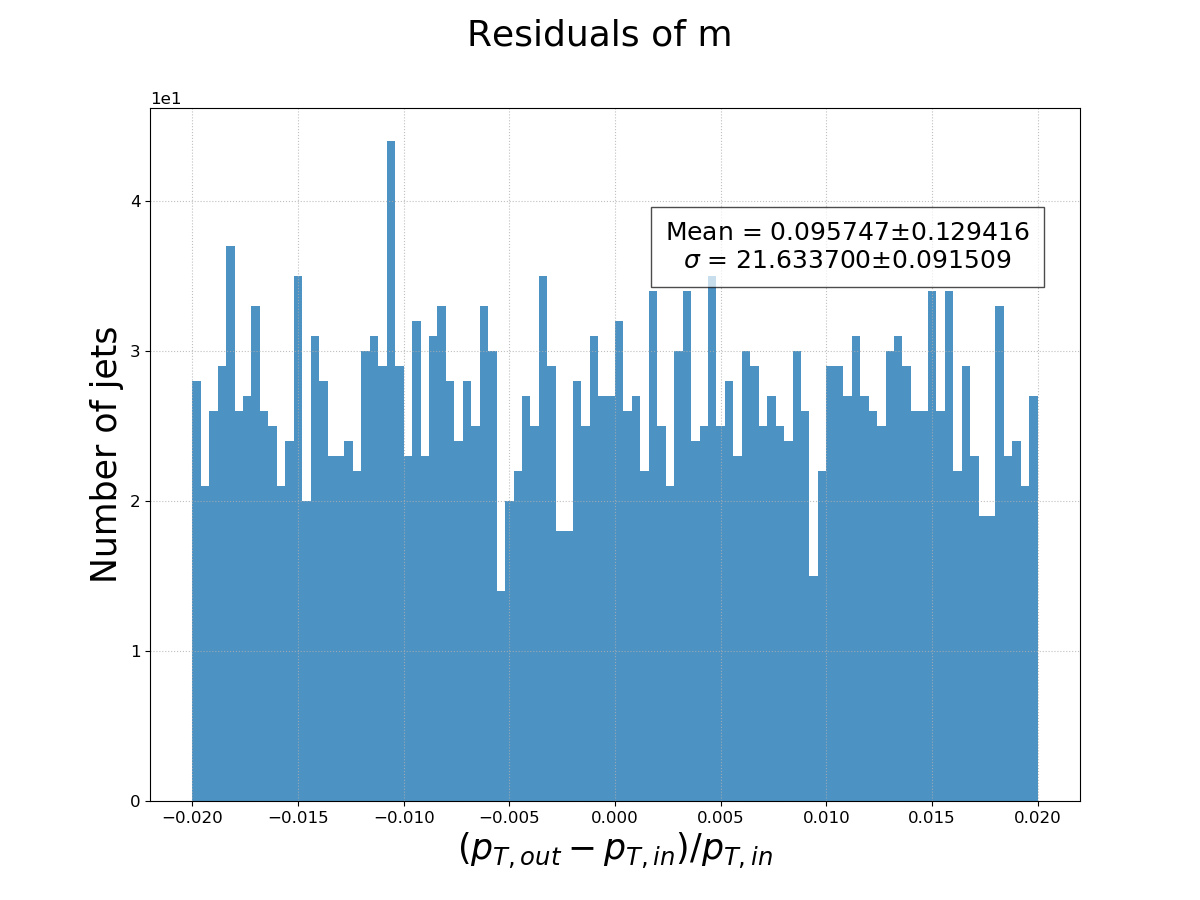 Residuals of m
1e1
Mean = 0.095747±0.129416
σ = 21.633700±0.091509
4
3
2
1
0
Number of jets
−0.020 −0.015 −0.010 −0.005 0.000 0.005 0.010 0.015 0.020
(p_{T,out} − p_{T,in})/p_{T,in}